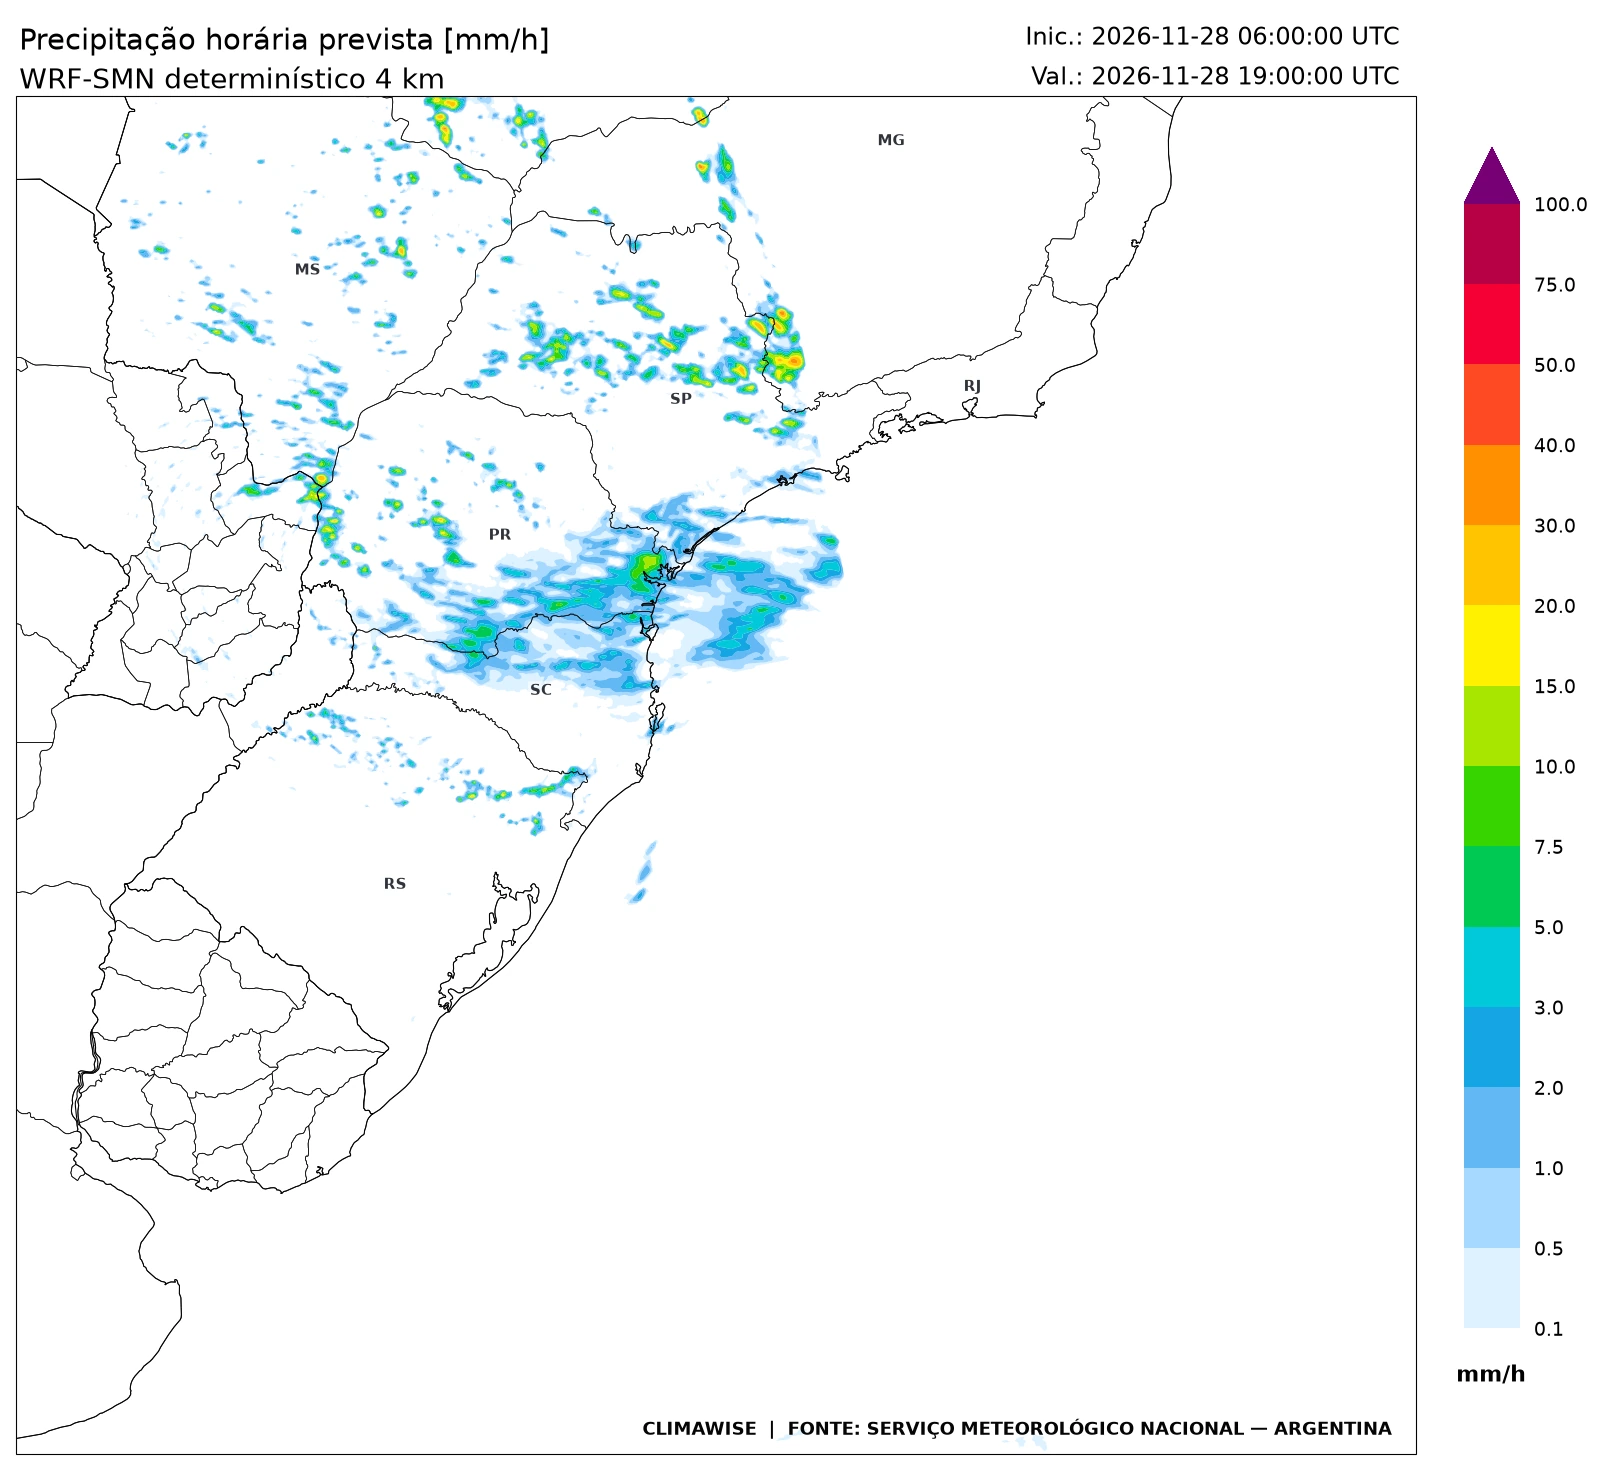 Precipitação horária prevista [mm/h]
WRF-SMN determinístico 4 km
Inic.: 2026-11-28 06:00:00 UTC
Val.: 2026-11-28 19:00:00 UTC
MG
MS
RJ
SP
PR
SC
RS
100.0
75.0
50.0
40.0
30.0
20.0
15.0
10.0
7.5
5.0
3.0
2.0
1.0
0.5
0.1
mm/h
CLIMAWISE | FONTE: SERVIÇO METEOROLÓGICO NACIONAL — ARGENTINA